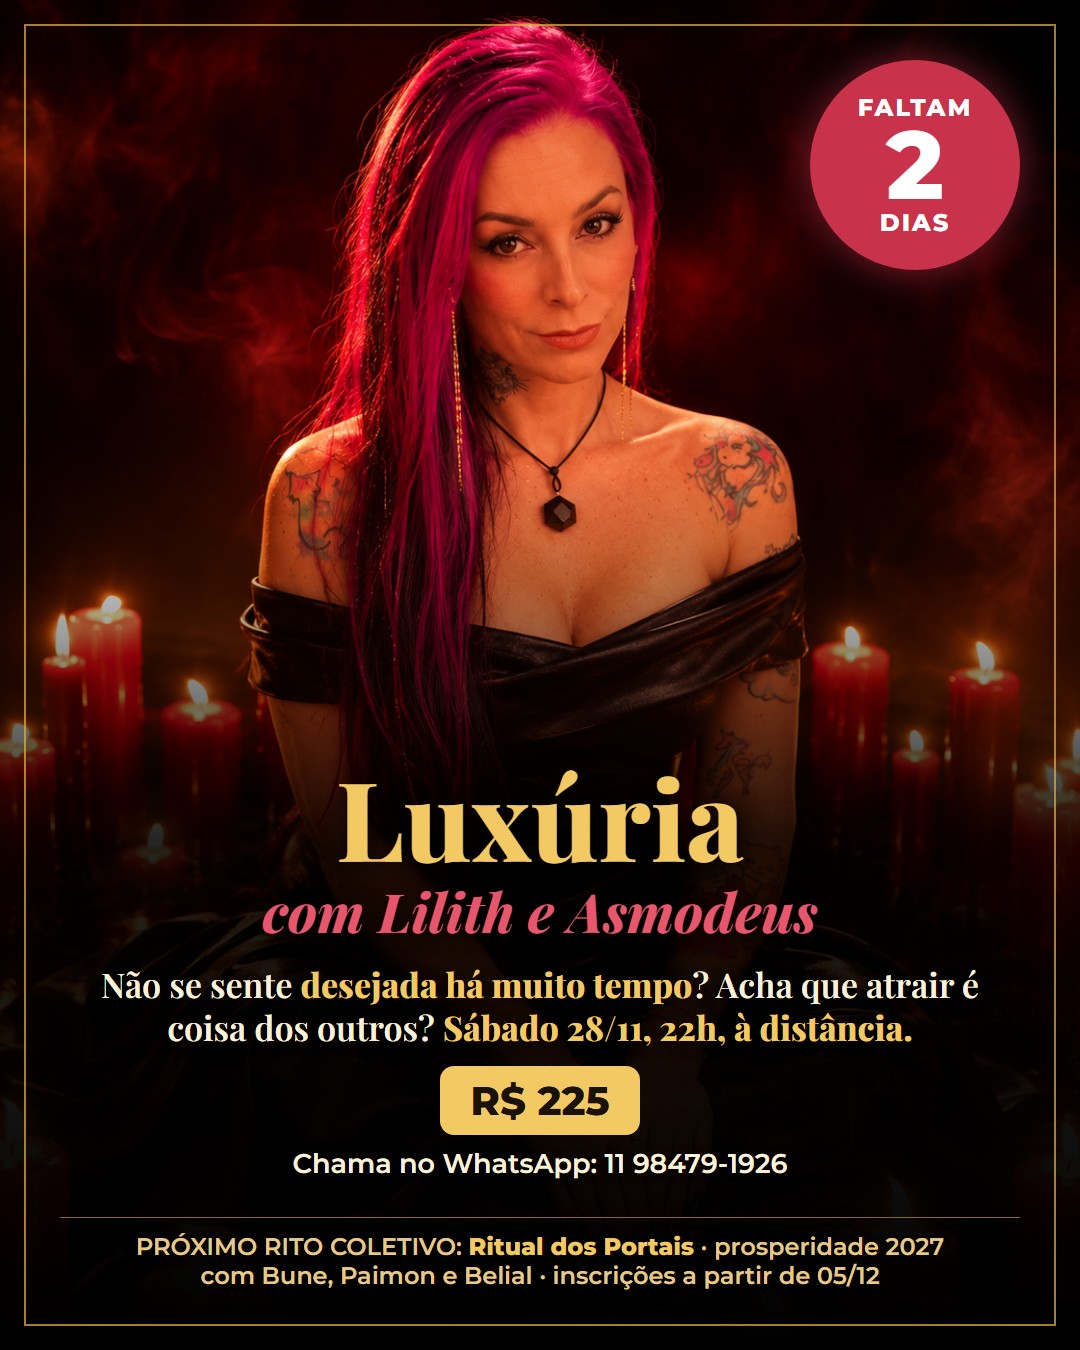 FALTAM
2
DIAS
Luxúria
com Lilith e Asmodeus
Não se sente desejada há muito tempo? Acha que atrair é
coisa dos outros? Sábado 28/11, 22h, à distância.
R$ 225
Chama no WhatsApp: 11 98479-1926
PRÓXIMO RITO COLETIVO: Ritual dos Portais · prosperidade 2027
com Bune, Paimon e Belial · inscrições a partir de 05/12